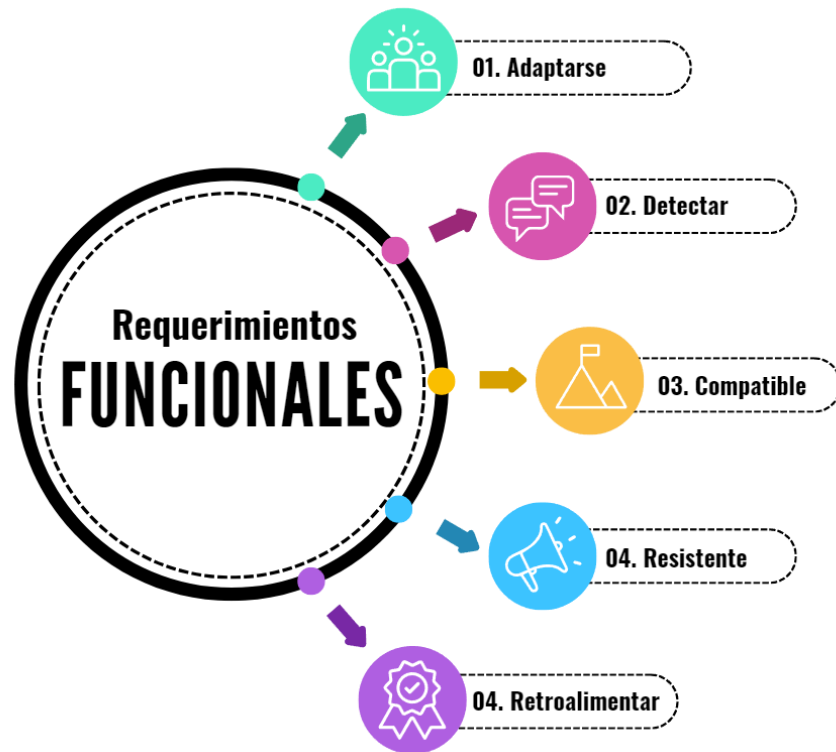 01. Adaptarse
02. Detectar
Requerimientos
FUNCIONALES
03. Compatible
04. Resistente
04. Retroalimentar